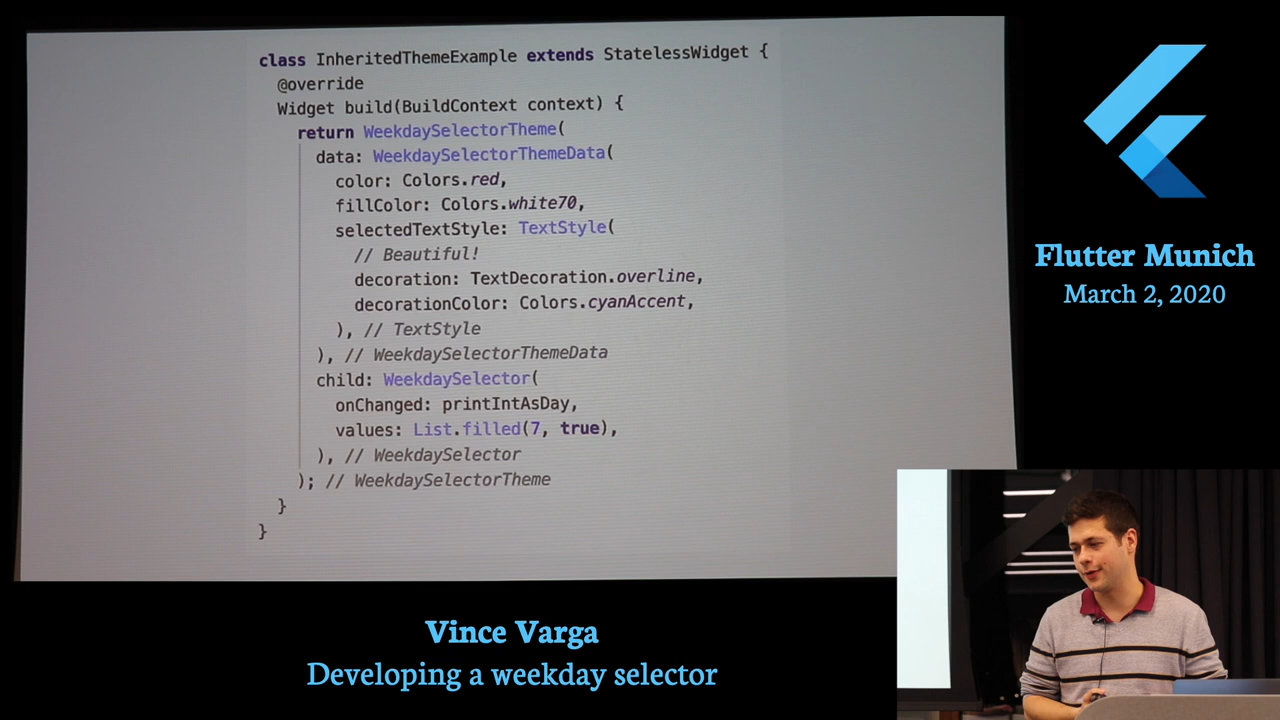 class InheritedThemeExample extends StatelessWidget {
@override
Widget build(BuildContext context) {
return WeekdaySelectorTheme(
data: WeekdaySelectorThemeData(
color: Colors.red,
fillColor: Colors.white70,
selectedTextStyle: TextStyle(
// Beautiful!
decoration: TextDecoration.overline,
decorationColor: Colors.cyanAccent,
), // TextStyle
), // WeekdaySelectorThemeData
child: WeekdaySelector(
onChanged: printIntAsDay,
values: List.filled(7, true),
), // WeekdaySelector
); // WeekdaySelectorTheme
}
}
Flutter Munich
March 2, 2020
Vince Varga
Developing a weekday selector